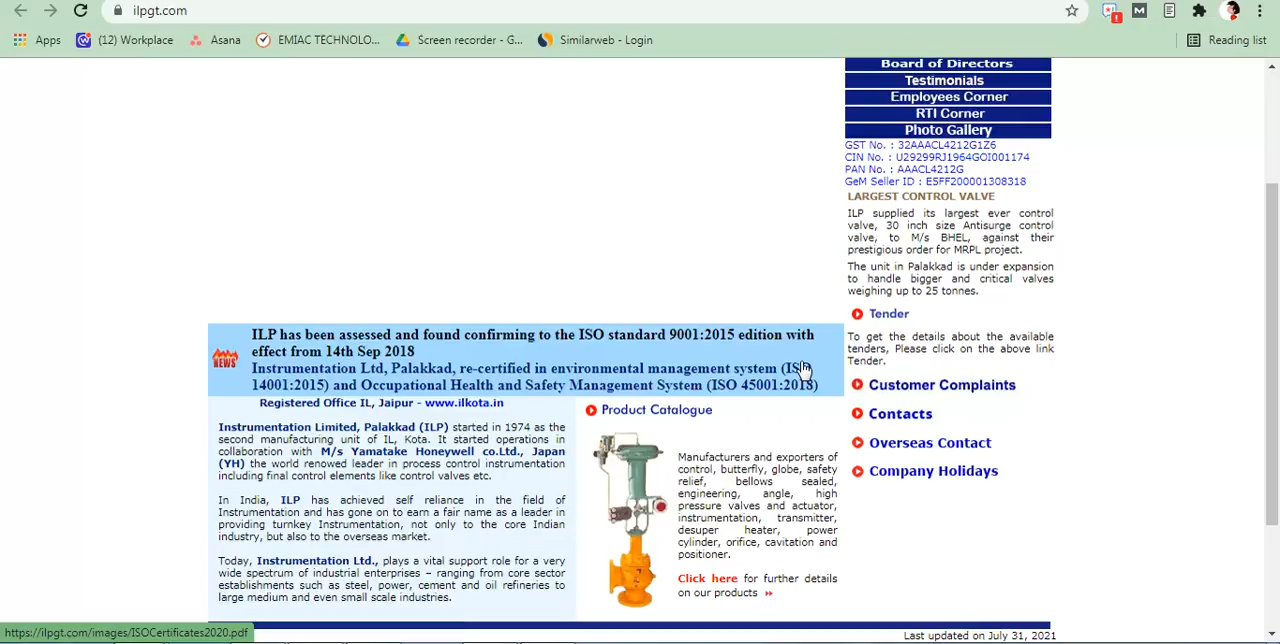 ilpgt.com
Apps
(12) Workplace
Asana
EMIAC TECHNOLO...
Screen recorder - G...
Similarweb - Login
Reading list
Board of Directors
Testimonials
Employees Corner
RTI Corner
Photo Gallery
GST No. : 32AAACL4212G1Z6
CIN No. : U29299RJ1964GOI001174
PAN No. : AAACL4212G
GeM Seller ID : E5FF200001308318
LARGEST CONTROL VALVE
ILP supplied its largest ever control
valve, 30 inch size Antisurge control
valve, to M/s BHEL, against their
prestigious order for MRPL project.
The unit in Palakkad is under expansion
to handle bigger and critical valves
weighing up to 25 tonnes.
Tender
To get the details about the available
tenders, Please click on the above link
Tender.
Customer Complaints
Contacts
Overseas Contact
Company Holidays
NEWS
ILP has been assessed and found confirming to the ISO standard 9001:2015 edition with
effect from 14th Sep 2018
Instrumentation Ltd, Palakkad, re-certified in environmental management system (ISO
14001:2015) and Occupational Health and Safety Management System (ISO 45001:2018)
Registered Office IL, Jaipur - www.ilkota.in
Instrumentation Limited, Palakkad (ILP) started in 1974 as the
second manufacturing unit of IL, Kota. It started operations in
collaboration with M/s Yamatake Honeywell co.Ltd., Japan
(YH) the world renowed leader in process control instrumentation
including final control elements like control valves etc.
In India, ILP has achieved self reliance in the field of
Instrumentation and has gone on to earn a fair name as a leader in
providing turnkey Instrumentation, not only to the core Indian
industry, but also to the overseas market.
Today, Instrumentation Ltd., plays a vital support role for a very
wide spectrum of industrial enterprises – ranging from core sector
establishments such as steel, power, cement and oil refineries to
large medium and even small scale industries.
Product Catalogue
Manufacturers and exporters of
control, butterfly, globe, safety
relief, bellows sealed,
engineering, angle, high
pressure valves and actuator,
instrumentation, transmitter,
desuper heater, power
cylinder, orifice, cavitation and
positioner.
Click here for further details
on our products
https://ilpgt.com/images/ISOCertificates2020.pdf
Last updated on July 31, 2021